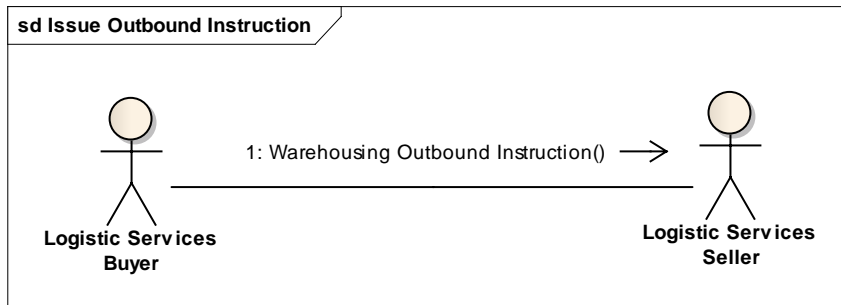 sd Issue Outbound Instruction
1: Warehousing Outbound Instruction()
Logistic Services
Buyer
Logistic Services
Seller